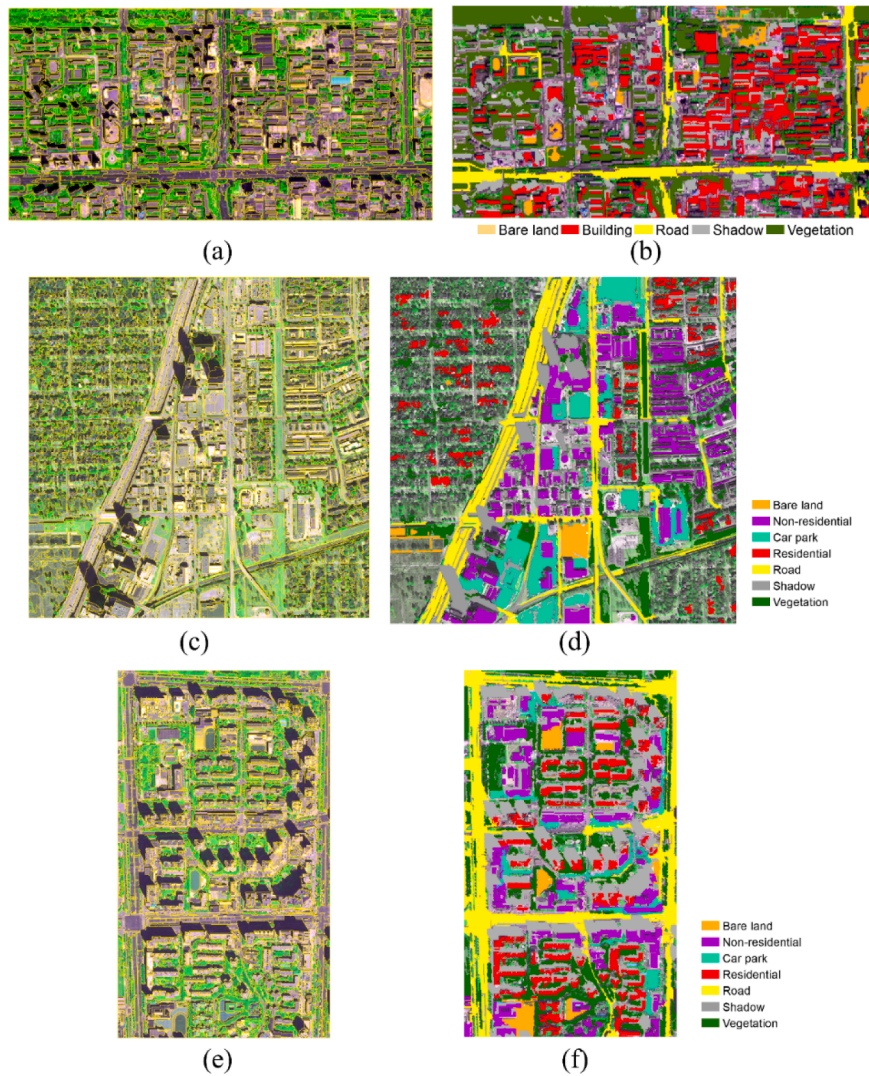 Bare land Building Road Shadow Vegetation
(a) (b)
Bare land
Non-residential
Car park
Residential
Road
Shadow
Vegetation
(c) (d)
Bare land
Non-residential
Car park
Residential
Road
Shadow
Vegetation
(e) (f)